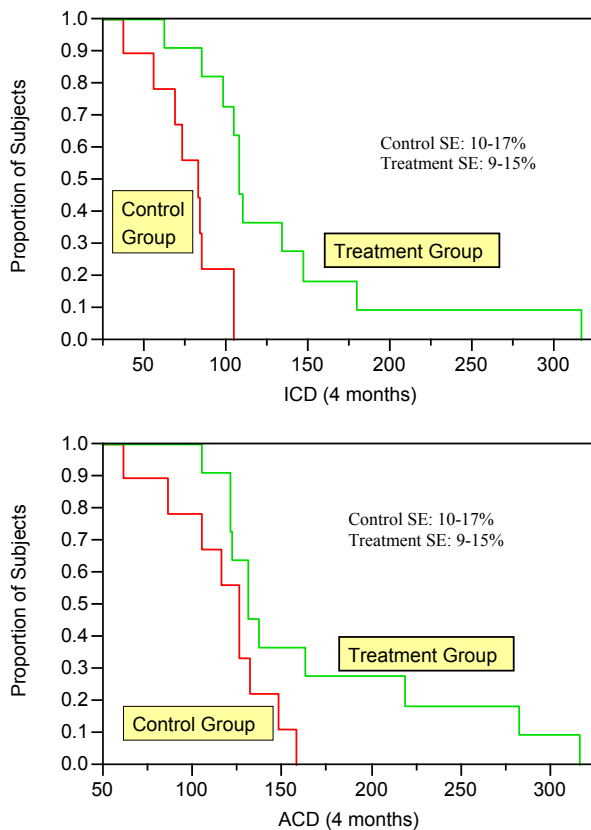 1.0
0.9
0.8
0.7
0.6
0.5
0.4
0.3
0.2
0.1
0.0
Proportion of Subjects
Control SE: 10-17%
Treatment SE: 9-15%
Control
Group
Treatment Group
50 100 150 200 250 300
ICD (4 months)
1.0
0.9
0.8
0.7
0.6
0.5
0.4
0.3
0.2
0.1
0.0
Proportion of Subjects
Control SE: 10-17%
Treatment SE: 9-15%
Treatment Group
Control Group
50 100 150 200 250 300
ACD (4 months)